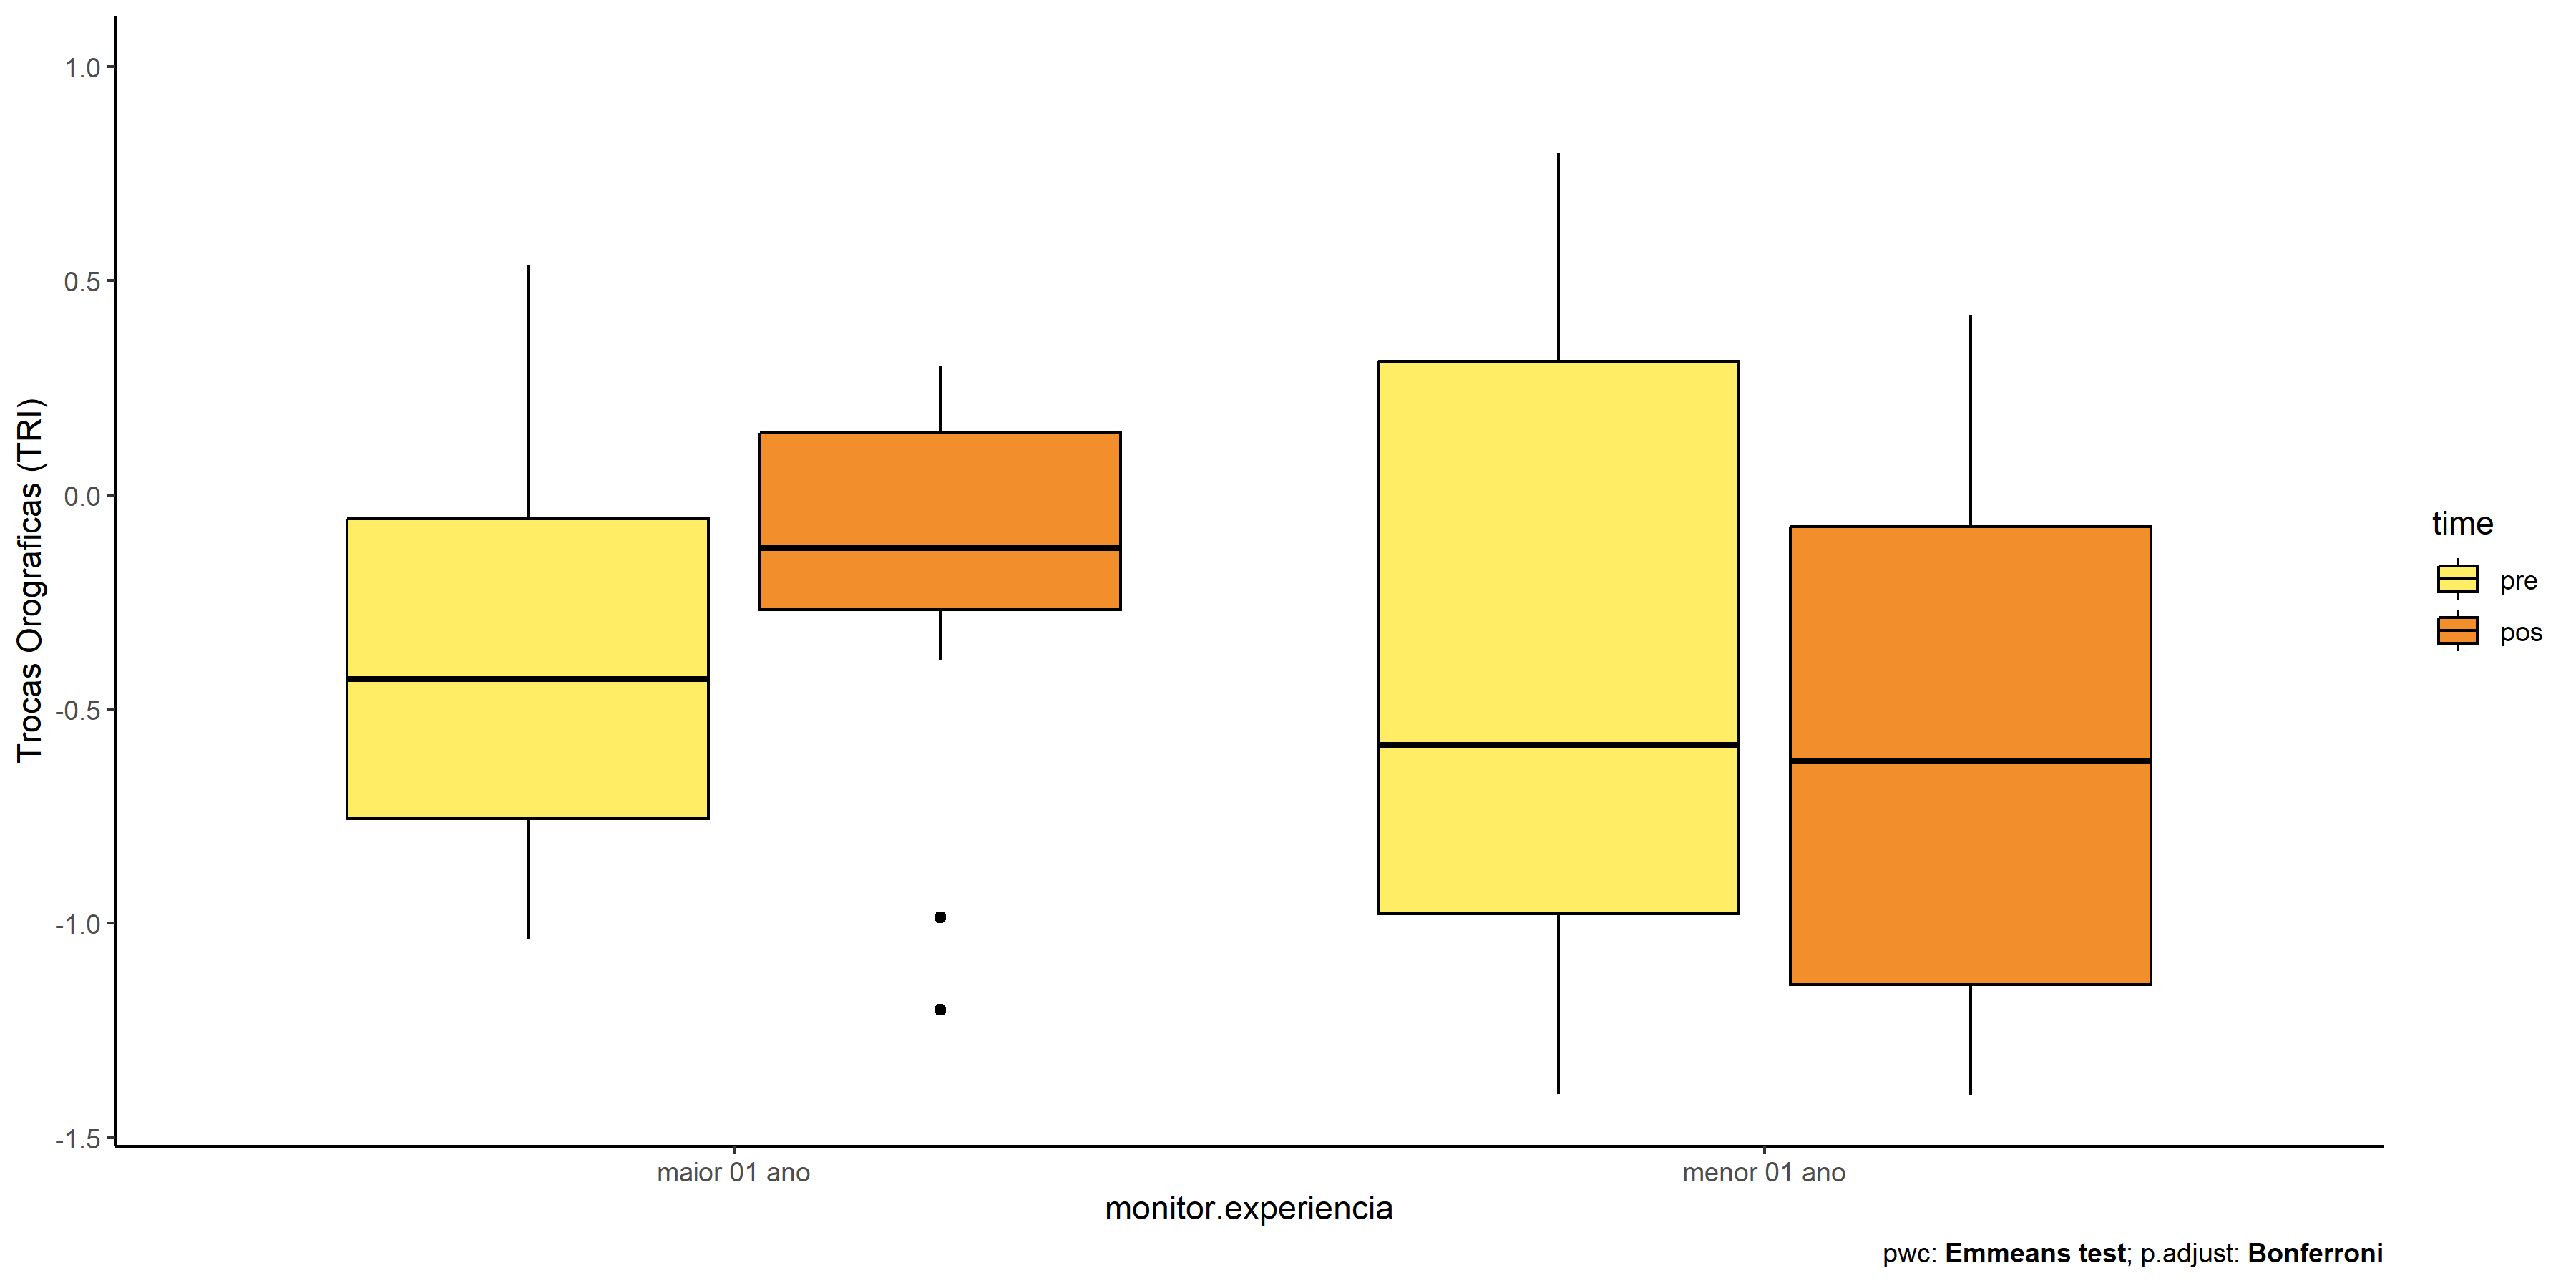 Trocas Orograficas (TRI)
1.0
0.5
0.0
-0.5
-1.0
-1.5
maior 01 ano
menor 01 ano
monitor.experiencia
time
pre
pos
pwc: Emmeans test; p.adjust: Bonferroni